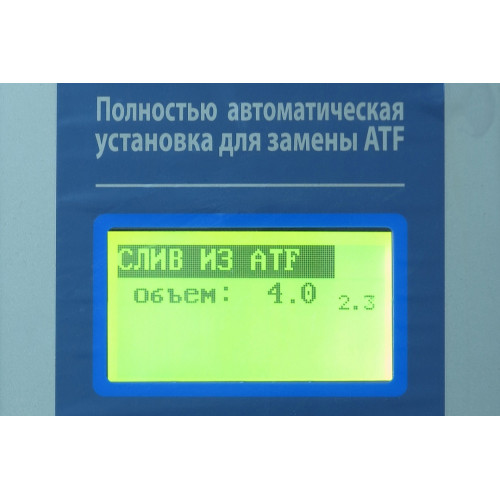 Полностью автоматическая
установка для замены ATF
СЛИВ ИЗ ATF
Объем: 4.0 2.3